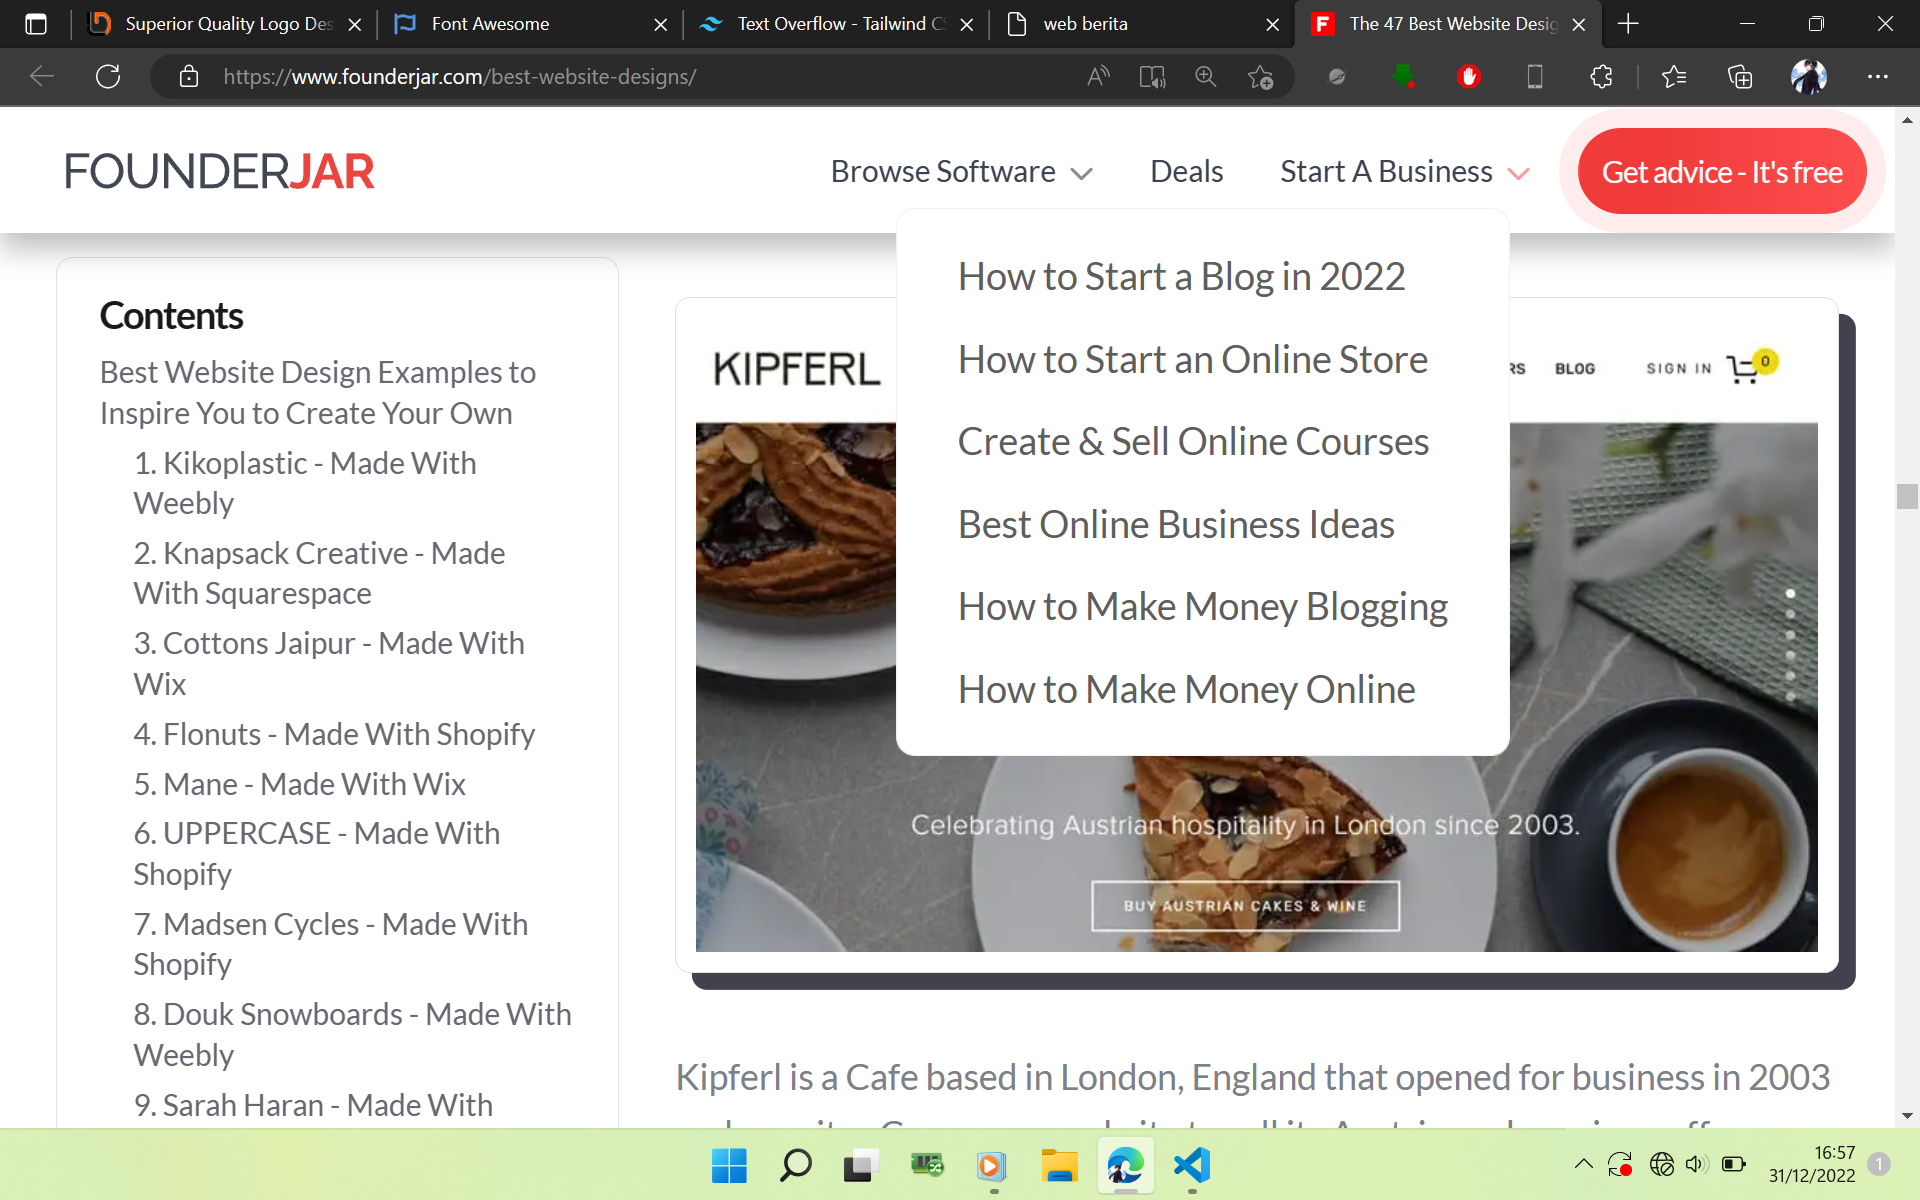 Superior Quality Logo Des
Font Awesome
Text Overflow - Tailwind CS
web berita
The 47 Best Website Desig
https://www.founderjar.com/best-website-designs/
FOUNDERJAR
Browse Software
Deals
Start A Business
Get advice - It's free
How to Start a Blog in 2022
How to Start an Online Store
Create & Sell Online Courses
Best Online Business Ideas
How to Make Money Blogging
How to Make Money Online
Contents
Best Website Design Examples to
Inspire You to Create Your Own
1. Kikoplastic - Made With
Weebly
2. Knapsack Creative - Made
With Squarespace
3. Cottons Jaipur - Made With
Wix
4. Flonuts - Made With Shopify
5. Mane - Made With Wix
6. UPPERCASE - Made With
Shopify
7. Madsen Cycles - Made With
Shopify
8. Douk Snowboards - Made With
Weebly
9. Sarah Haran - Made With
KIPFERL
RS
BLOG
SIGN IN
0
Celebrating Austrian hospitality in London since 2003.
BUY AUSTRIAN CAKES & WINE
Kipferl is a Cafe based in London, England that opened for business in 2003
16:57
31/12/2022
1